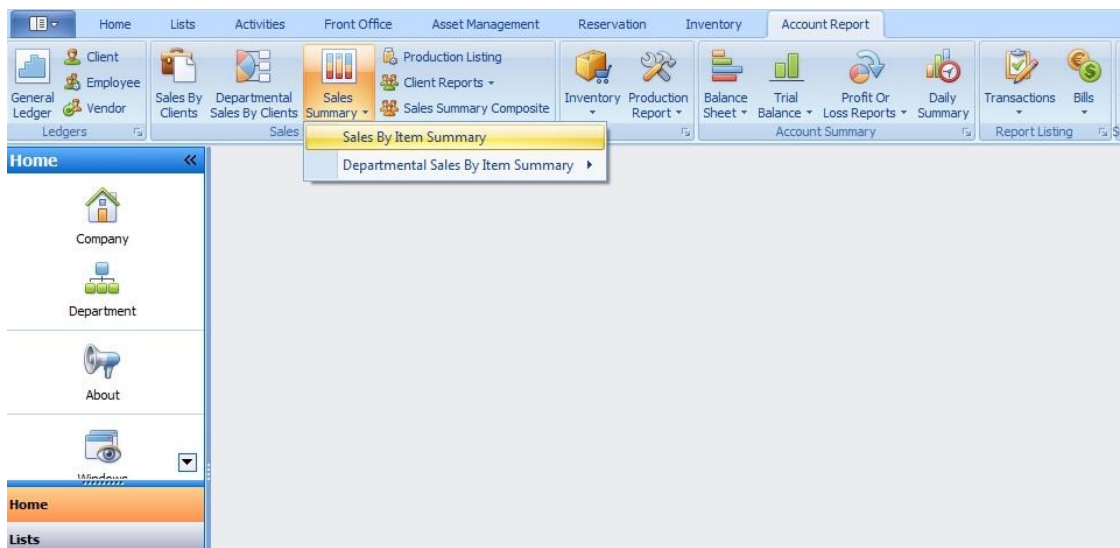 Home Lists Activities Front Office Asset Management Reservation Inventory Account Report
General Ledger
Client
Employee
Vendor
Ledgers
Sales By Clients
Departmental Sales By Clients
Sales Summary
Production Listing
Client Reports
Sales Summary Composite
Sales
Inventory
Production Report
Balance Sheet
Trial Balance
Profit Or Loss Reports
Daily Summary
Account Summary
Transactions
Bills
Report Listing
S
Sales By Item Summary
Departmental Sales By Item Summary
Home
Company
Department
About
Windows
Home
Lists